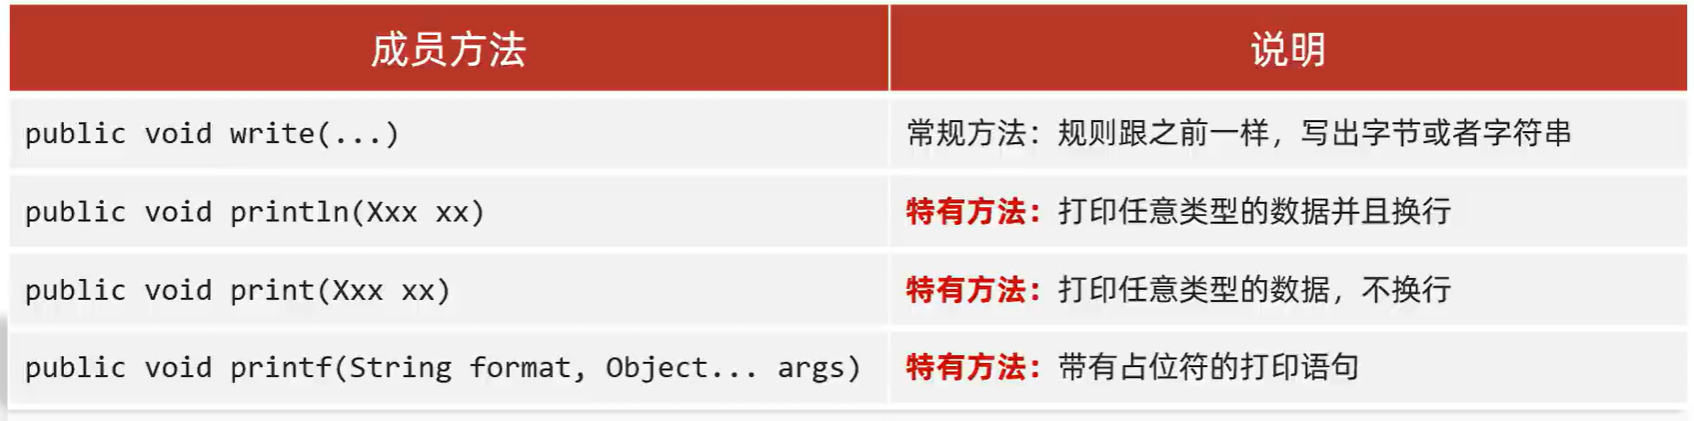 成员方法 说明
public void write(...) 常规方法：规则跟之前一样，写出字节或者字符串
public void println(Xxx xx) 特有方法：打印任意类型的数据并且换行
public void print(Xxx xx) 特有方法：打印任意类型的数据，不换行
public void printf(String format, Object... args) 特有方法：带有占位符的打印语句